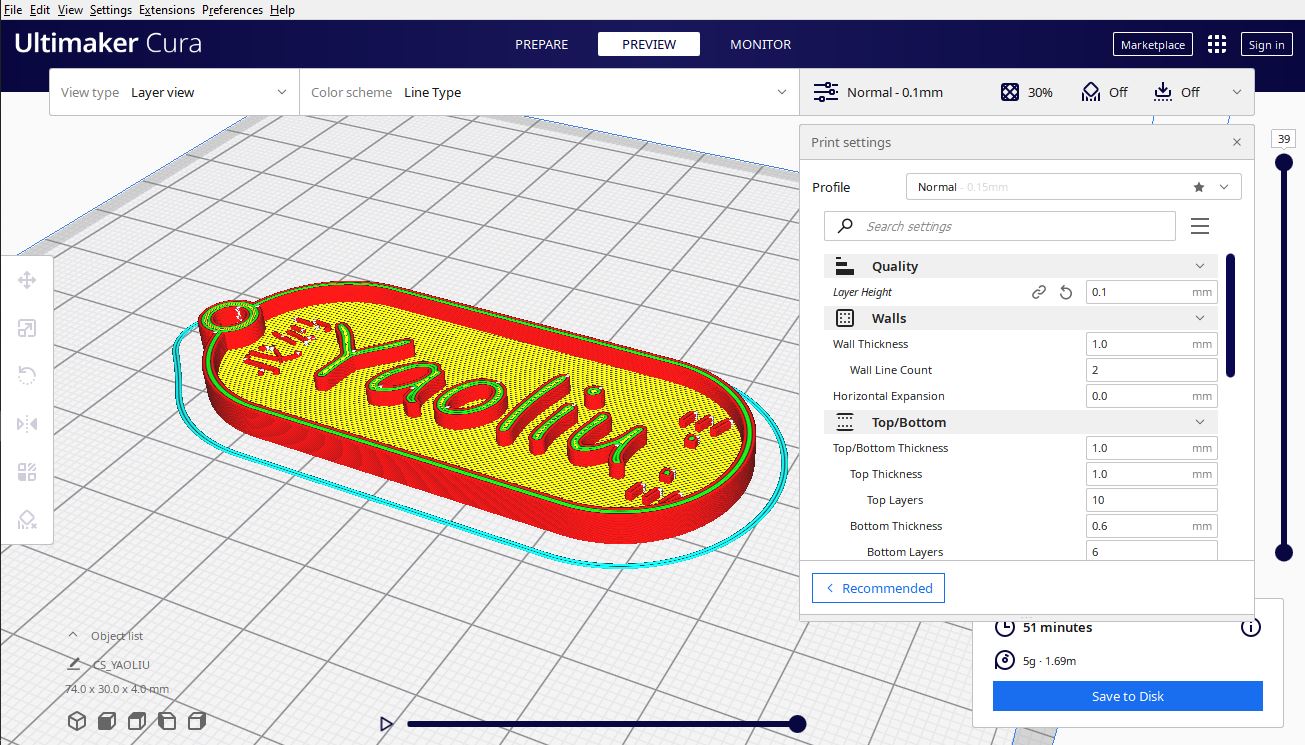 File Edit View Settings Extensions Preferences Help
Ultimaker Cura
PREPARE PREVIEW MONITOR
Marketplace
Sign in
View type Layer view
Color scheme Line Type
Normal - 0.1mm 30% Off Off
39
Print settings
Profile Normal - 0.15mm
Search settings
Quality
Layer Height 0.1 mm
Walls
Wall Thickness 1.0 mm
Wall Line Count 2
Horizontal Expansion 0.0 mm
Top/Bottom
Top/Bottom Thickness 1.0 mm
Top Thickness 1.0 mm
Top Layers 10
Bottom Thickness 0.6 mm
Bottom Layers 6
Recommended
Yaoliu
51 minutes
5g · 1.69m
Save to Disk
Object list
CS_YAOLIU
74.0 x 30.0 x 4.0 mm